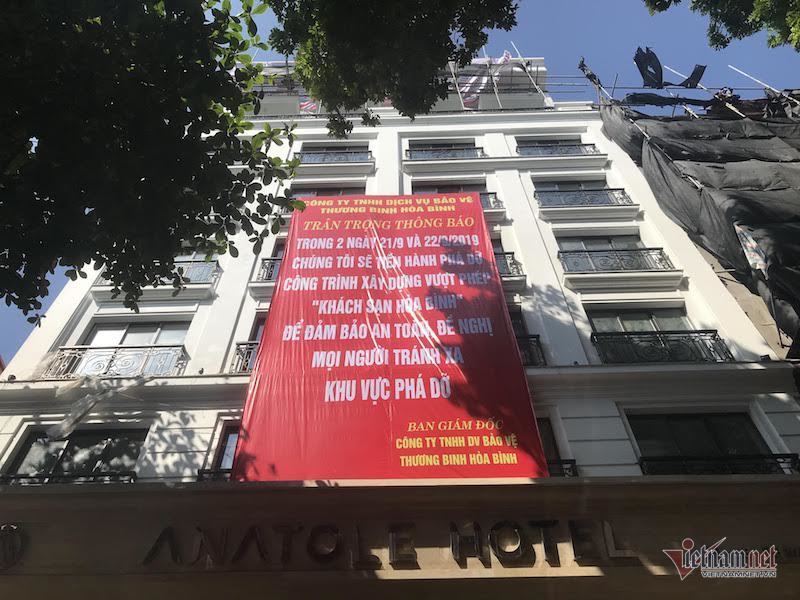 CÔNG TY TNHH DỊCH VỤ BẢO VỆ
THƯƠNG BINH HÒA BÌNH
TRÂN TRỌNG THÔNG BÁO
TRONG 2 NGÀY 21/9 VÀ 22/9/2019
CHÚNG TÔI SẼ TIẾN HÀNH PHÁ DỠ
CÔNG TRÌNH XÂY DỰNG VƯỢT PHÉP
"KHÁCH SẠN HÒA BÌNH"
ĐỂ ĐẢM BẢO AN TOÀN, ĐỀ NGHỊ
MỌI NGƯỜI TRÁNH XA
KHU VỰC PHÁ DỠ
BAN GIÁM ĐỐC
CÔNG TY TNHH DV BẢO VỆ
THƯƠNG BINH HÒA BÌNH
ANATOLE HOTEL
Vietnamnet
VIETNAMNET.VN